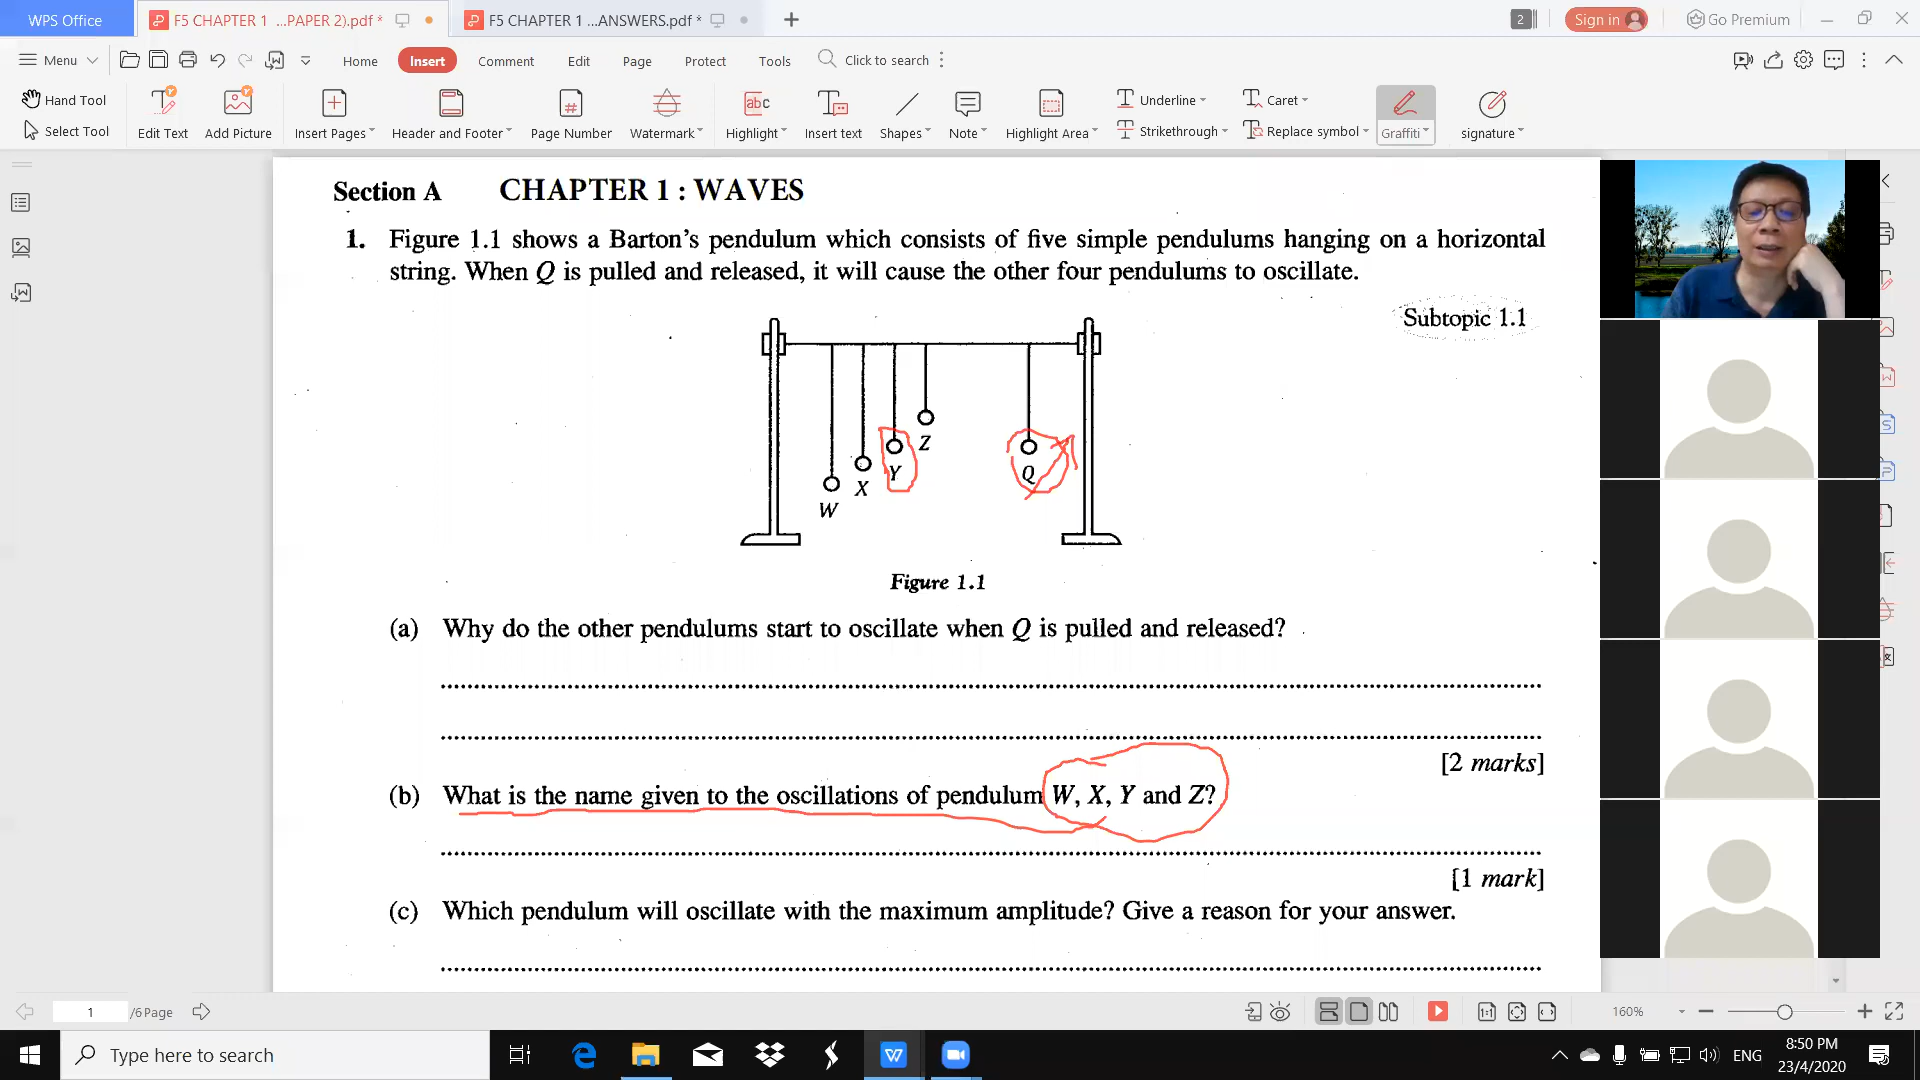 WPS Office
F5 CHAPTER 1 ...PAPER 2).pdf *
F5 CHAPTER 1 ...ANSWERS.pdf *
2
Sign in
Go Premium
Menu
Home
Insert
Comment
Edit
Page
Protect
Tools
Click to search
Hand Tool
Select Tool
Edit Text
Add Picture
Insert Pages
Header and Footer
Page Number
Watermark
Highlight
Insert text
Shapes
Note
Highlight Area
Underline
Strikethrough
Caret
Replace symbol
Graffiti
signature
Section A CHAPTER 1 : WAVES
1. Figure 1.1 shows a Barton's pendulum which consists of five simple pendulums hanging on a horizontal
string. When Q is pulled and released, it will cause the other four pendulums to oscillate.
Subtopic 1.1
Z
Y
Q
X
W
Figure 1.1
(a) Why do the other pendulums start to oscillate when Q is pulled and released?
[2 marks]
(b) What is the name given to the oscillations of pendulum W, X, Y and Z?
[1 mark]
(c) Which pendulum will oscillate with the maximum amplitude? Give a reason for your answer.
1
/6Page
160%
Type here to search
ENG
8:50 PM
23/4/2020